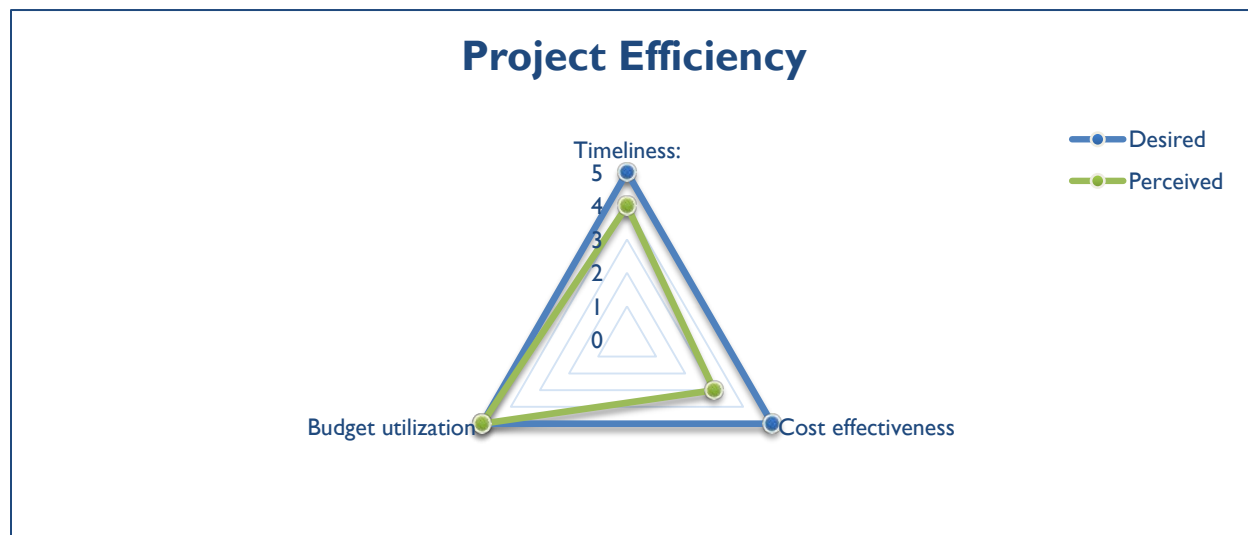 Project Efficiency
Desired
Perceived
Timeliness:
5
4
3
2
1
0
Budget utilization
Cost effectiveness